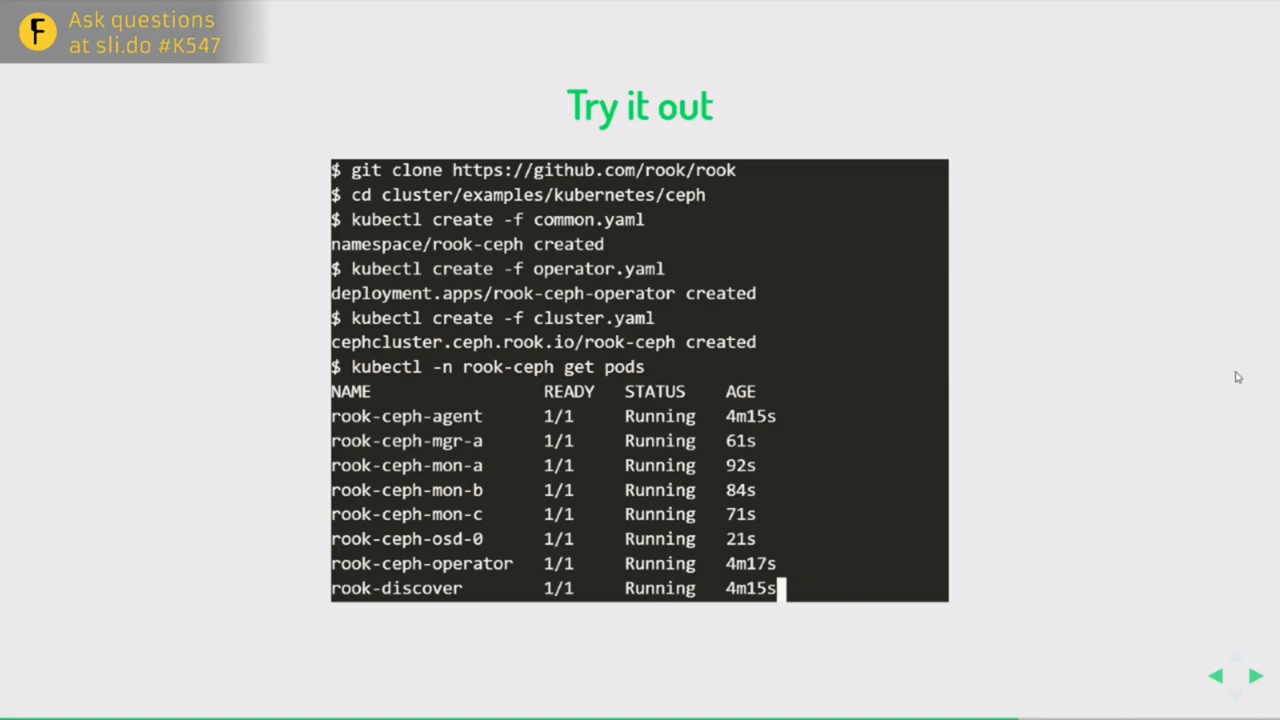 F
Ask questions
at sli.do #K547
Try it out
$ git clone https://github.com/rook/rook
$ cd cluster/examples/kubernetes/ceph
$ kubectl create -f common.yaml
namespace/rook-ceph created
$ kubectl create -f operator.yaml
deployment.apps/rook-ceph-operator created
$ kubectl create -f cluster.yaml
cephcluster.ceph.rook.io/rook-ceph created
$ kubectl -n rook-ceph get pods
NAME READY STATUS AGE
rook-ceph-agent 1/1 Running 4m15s
rook-ceph-mgr-a 1/1 Running 61s
rook-ceph-mon-a 1/1 Running 92s
rook-ceph-mon-b 1/1 Running 84s
rook-ceph-mon-c 1/1 Running 71s
rook-ceph-osd-0 1/1 Running 21s
rook-ceph-operator 1/1 Running 4m17s
rook-discover 1/1 Running 4m15s